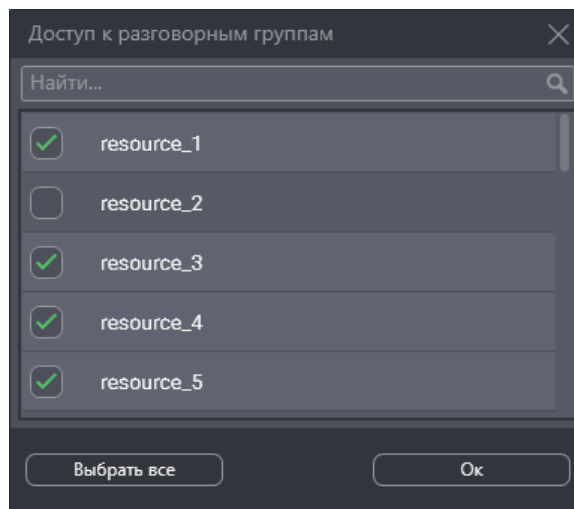 Доступ к разговорным группам
Найти...
resource_1
resource_2
resource_3
resource_4
resource_5
Выбрать все
Ок